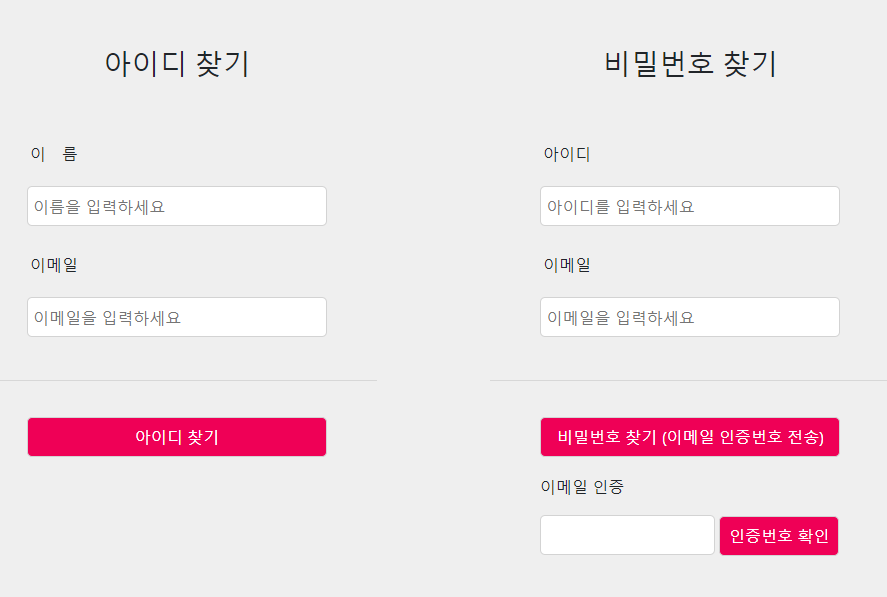 아이디 찾기
이 름
이름을 입력하세요
이메일
이메일을 입력하세요
아이디 찾기
비밀번호 찾기
아이디
아이디를 입력하세요
이메일
이메일을 입력하세요
비밀번호 찾기 (이메일 인증번호 전송)
이메일 인증
인증번호 확인